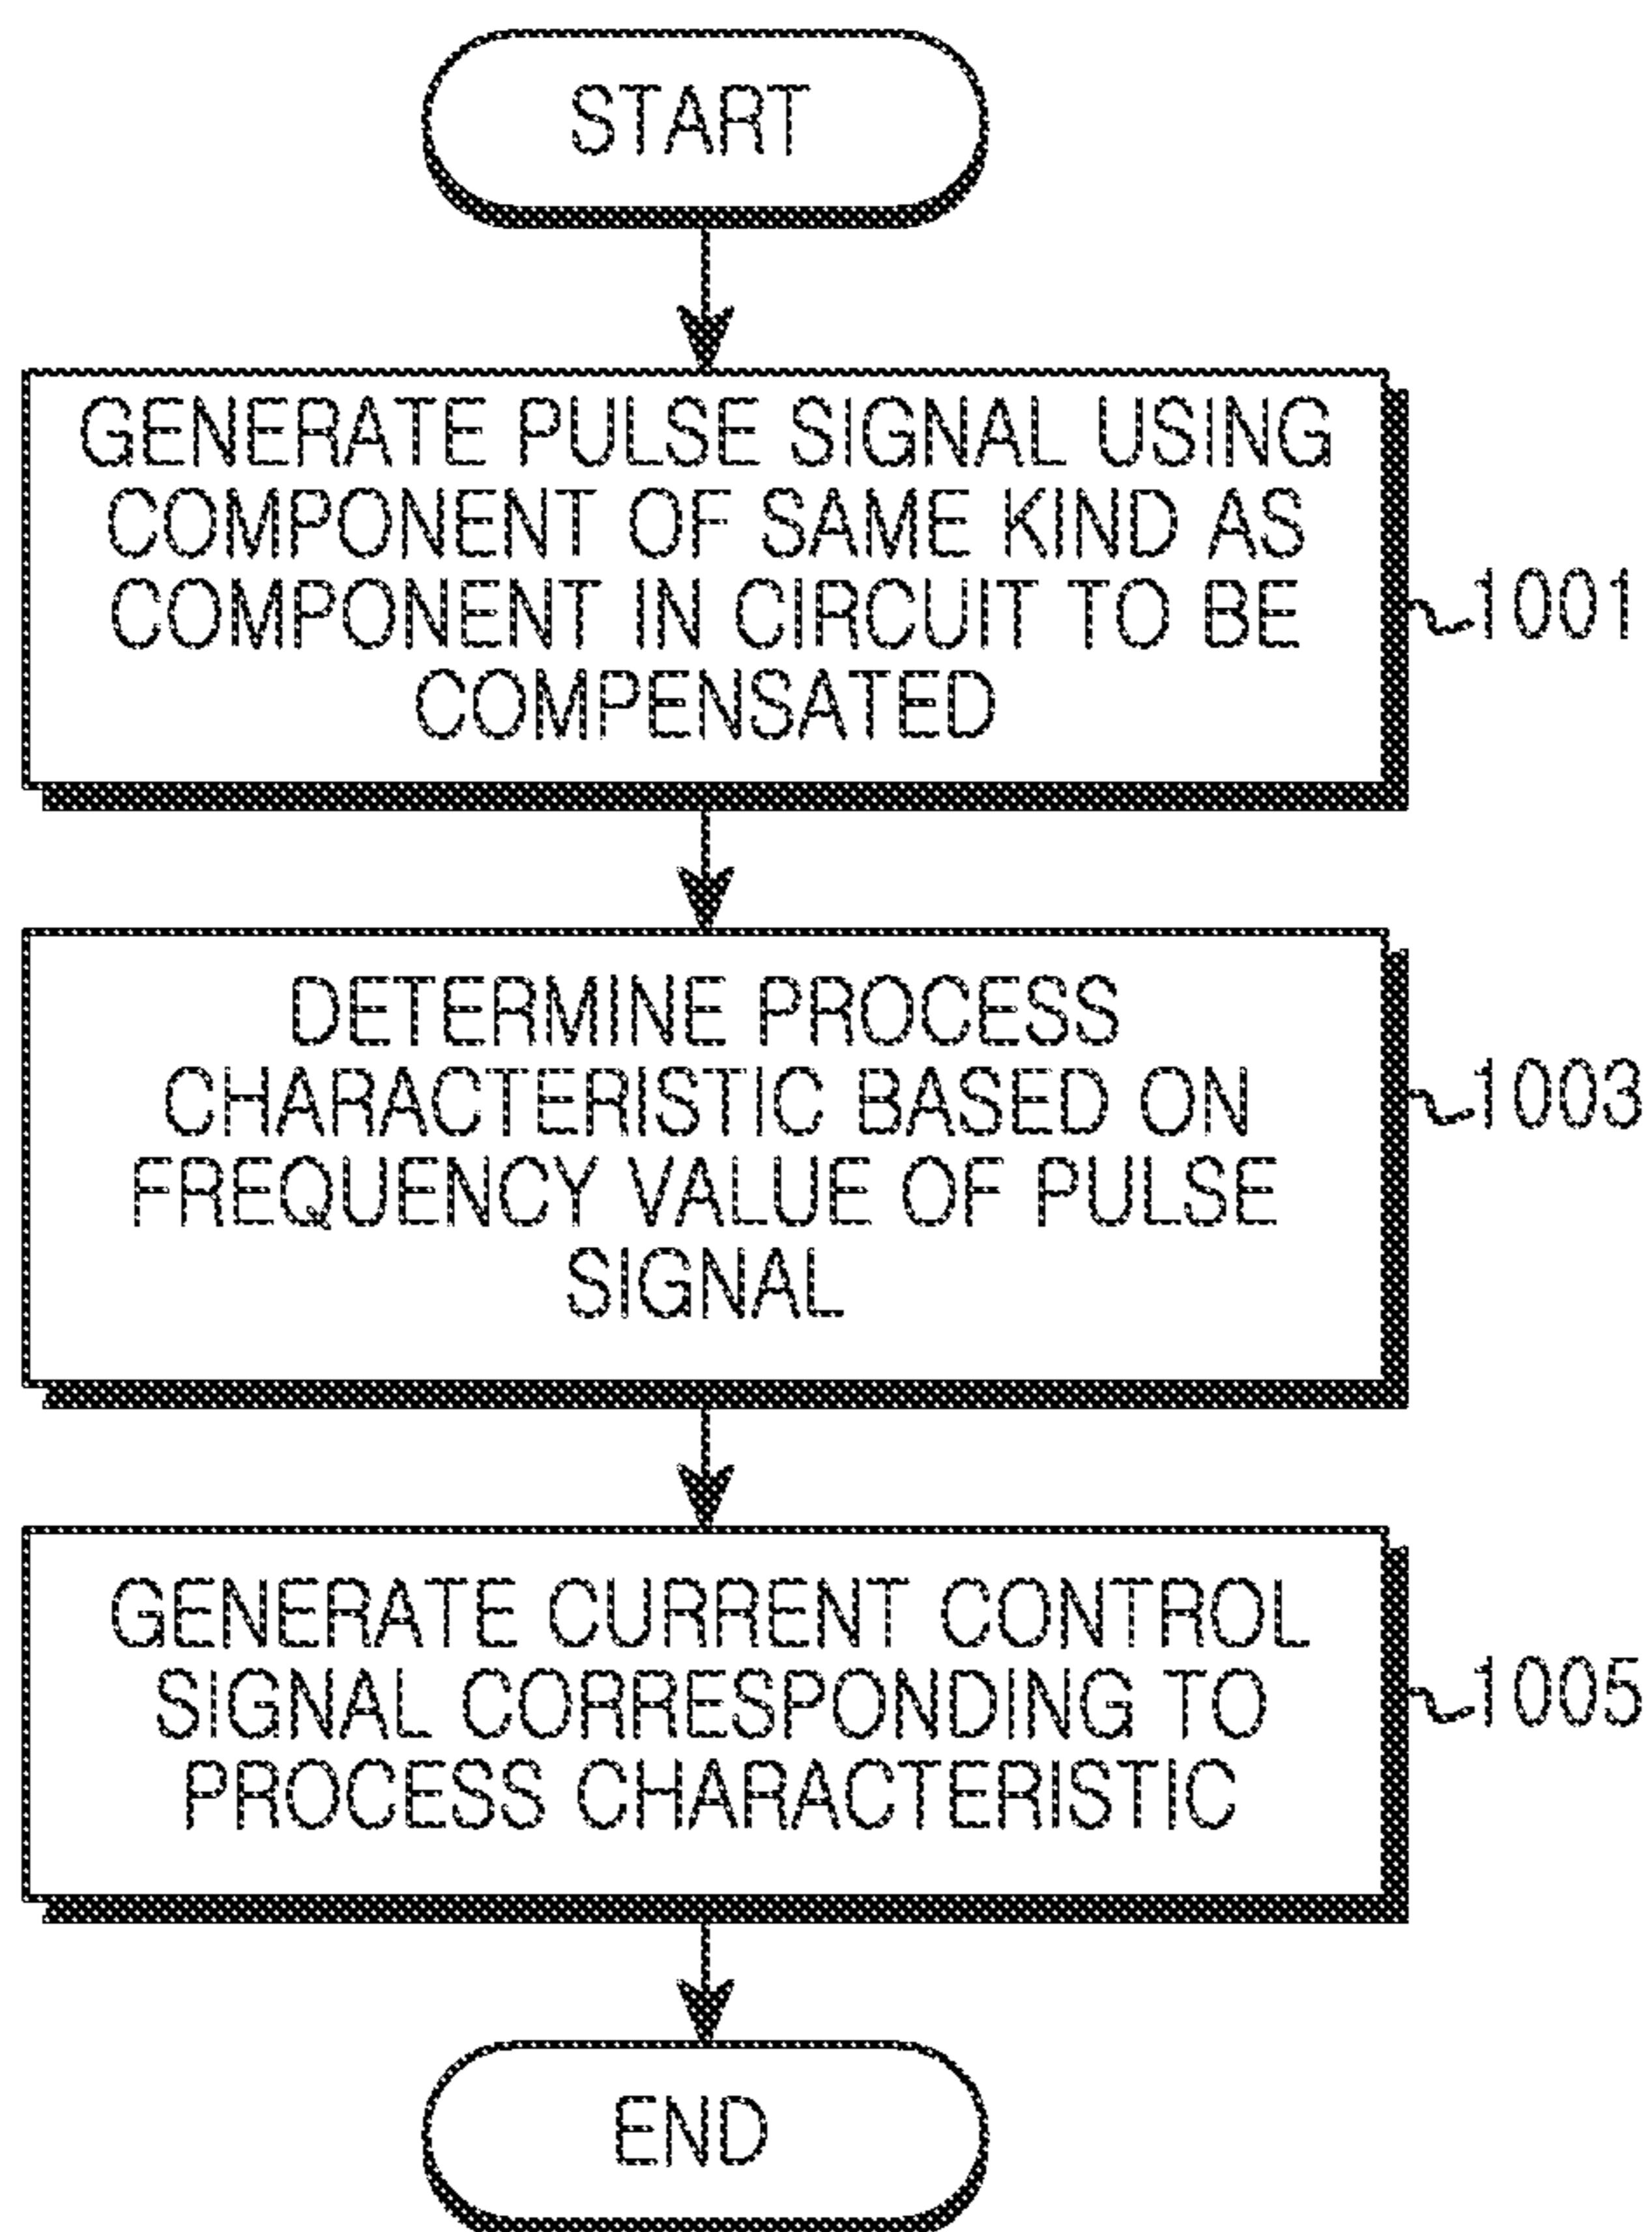 START
GENERATE PULSE SIGNAL USING
COMPONENT OF SAME KIND AS
COMPONENT IN CIRCUIT TO BE
COMPENSATED
1001
DETERMINE PROCESS
CHARACTERISTIC BASED ON
FREQUENCY VALUE OF PULSE
SIGNAL
1003
GENERATE CURRENT CONTROL
SIGNAL CORRESPONDING TO
PROCESS CHARACTERISTIC
1005
END